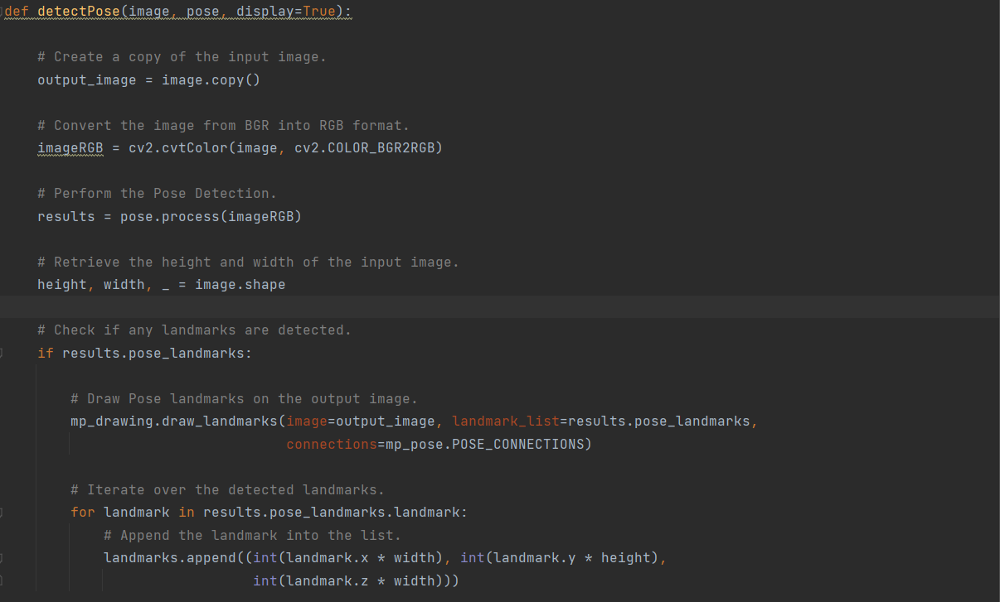 def detectPose(image, pose, display=True):
# Create a copy of the input image.
output_image = image.copy()
# Convert the image from BGR into RGB format.
imageRGB = cv2.cvtColor(image, cv2.COLOR_BGR2RGB)
# Perform the Pose Detection.
results = pose.process(imageRGB)
# Retrieve the height and width of the input image.
height, width, _ = image.shape
# Check if any landmarks are detected.
if results.pose_landmarks:
# Draw Pose landmarks on the output image.
mp_drawing.draw_landmarks(image=output_image, landmark_list=results.pose_landmarks,
connections=mp_pose.POSE_CONNECTIONS)
# Iterate over the detected landmarks.
for landmark in results.pose_landmarks.landmark:
# Append the landmark into the list.
landmarks.append((int(landmark.x * width), int(landmark.y * height),
int(landmark.z * width)))